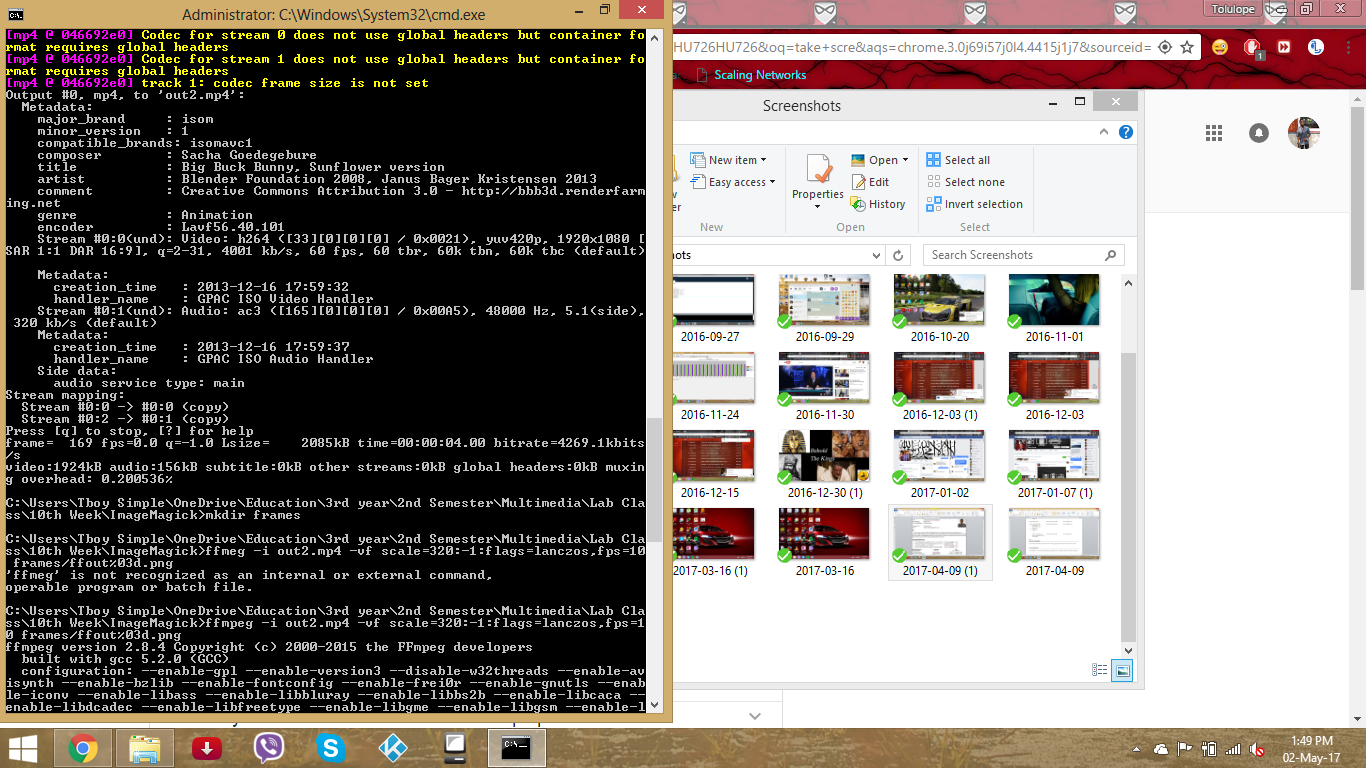 Administrator: C:\Windows\System32\cmd.exe
[mp4 @ 046692e0] Codec for stream 0 does not use global headers but container fo
rmat requires global headers
[mp4 @ 046692e0] Codec for stream 1 does not use global headers but container fo
rmat requires global headers
[mp4 @ 046692e0] track 1: codec frame size is not set
Output #0, mp4, to 'out2.mp4':
Metadata:
major_brand : isom
minor_version : 1
compatible_brands: isomavc1
composer : Sacha Goedegebure
title : Big Buck Bunny, Sunflower version
artist : Blender Foundation 2008, Janus Bager Kristensen 2013
comment : Creative Commons Attribution 3.0 - http://bbb3d.renderfarm
ing.net
genre : Animation
encoder : Lavf56.40.101
Stream #0:0(und): Video: h264 ([33][0][0][0] / 0x0021), yuv420p, 1920x1080 [
SAR 1:1 DAR 16:9], q=2-31, 4001 kb/s, 60 fps, 60 tbr, 60k tbn, 60k tbc (default)
Metadata:
creation_time : 2013-12-16 17:59:32
handler_name : GPAC ISO Video Handler
Stream #0:1(und): Audio: ac3 ([165][0][0][0] / 0x00A5), 48000 Hz, 5.1(side),
320 kb/s (default)
Metadata:
creation_time : 2013-12-16 17:59:37
handler_name : GPAC ISO Audio Handler
Side data:
audio service type: main
Stream mapping:
Stream #0:0 -> #0:0 (copy)
Stream #0:2 -> #0:1 (copy)
Press [q] to stop, [?] for help
frame= 169 fps=0.0 q=-1.0 Lsize= 2085kB time=00:00:04.00 bitrate=4269.1kbits
/s
video:1924kB audio:156kB subtitle:0kB other streams:0kB global headers:0kB muxin
g overhead: 0.200536%
C:\Users\Tboy Simple\OneDrive\Education\3rd year\2nd Semester\Multimedia\Lab Cla
ss\10th Week\ImageMagick>mkdir frames
C:\Users\Tboy Simple\OneDrive\Education\3rd year\2nd Semester\Multimedia\Lab Cla
ss\10th Week\ImageMagick>ffmeg -i out2.mp4 -vf scale=320:-1:flags=lanczos,fps=10
frames/ffout%03d.png
'ffmeg' is not recognized as an internal or external command,
operable program or batch file.
C:\Users\Tboy Simple\OneDrive\Education\3rd year\2nd Semester\Multimedia\Lab Cla
ss\10th Week\ImageMagick>ffmpeg -i out2.mp4 -vf scale=320:-1:flags=lanczos,fps=1
0 frames/ffout%03d.png
ffmpeg version 2.8.4 Copyright (c) 2000-2015 the FFmpeg developers
built with gcc 5.2.0 (GCC)
configuration: --enable-gpl --enable-version3 --disable-w32threads --enable-av
isynth --enable-bzlib --enable-fontconfig --enable-frei0r --enable-gnutls --enab
le-iconv --enable-libass --enable-libbluray --enable-libbs2b --enable-libcaca --
enable-libdcadec --enable-libfreetype --enable-libgme --enable-libgsm --enable-l
Tolulope
HU726HU726&oq=take+scre&aqs=chrome.3.0j69i57j0l4.4415j1j7&sourceid=
1
Scaling Networks
Screenshots
New item
Easy access
New
Properties
Open
Edit
History
Open
Select all
Select none
Invert selection
Select
Search Screenshots
2016-09-27
2016-09-29
2016-10-20
2016-11-01
2016-11-24
2016-11-30
2016-12-03 (1)
2016-12-03
2016-12-15
2016-12-30 (1)
2017-01-02
2017-01-07 (1)
2017-03-16 (1)
2017-03-16
2017-04-09 (1)
2017-04-09
1:49 PM
02-May-17